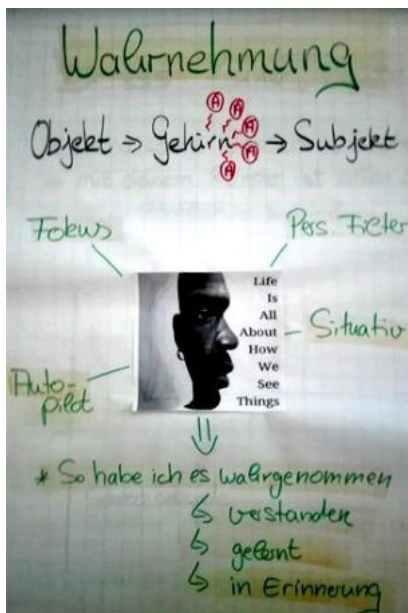 Wahrnehmung
Objekt → Gehirn → Subjekt
A A A A A
Fokus
Pers. Filter
Life
Is
All
About
How
We
See
Things
Situativ
Auto-
pilot
* So habe ich es wahrgenommen
↳ verstanden
↳ gelernt
↳ in Erinnerung